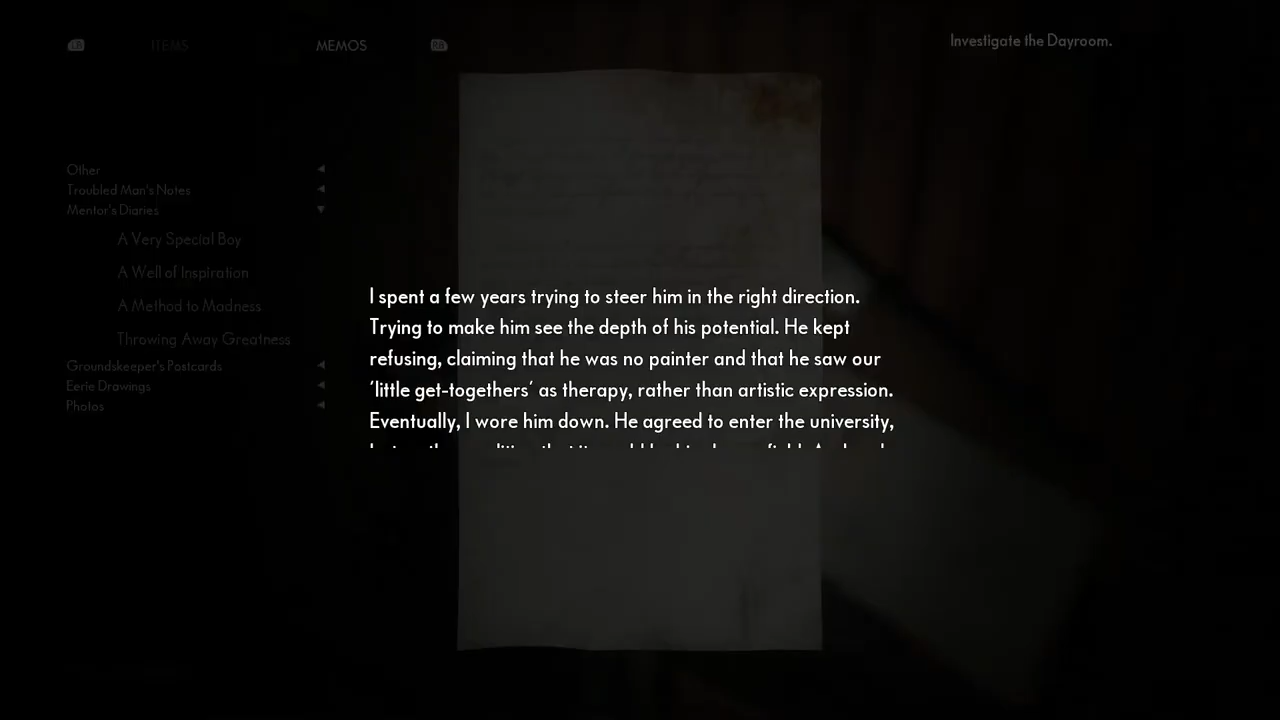 LB
ITEMS
MEMOS
RB
Investigate the Dayroom.
Other
Troubled Man's Notes
Mentor's Diaries
A Very Special Boy
A Well of Inspiration
A Method to Madness
Throwing Away Greatness
Groundskeeper's Postcards
Eerie Drawings
Photos
I spent a few years trying to steer him in the right direction.
Trying to make him see the depth of his potential. He kept
refusing, claiming that he was no painter and that he saw our
'little get-togethers' as therapy, rather than artistic expression.
Eventually, I wore him down. He agreed to enter the university,